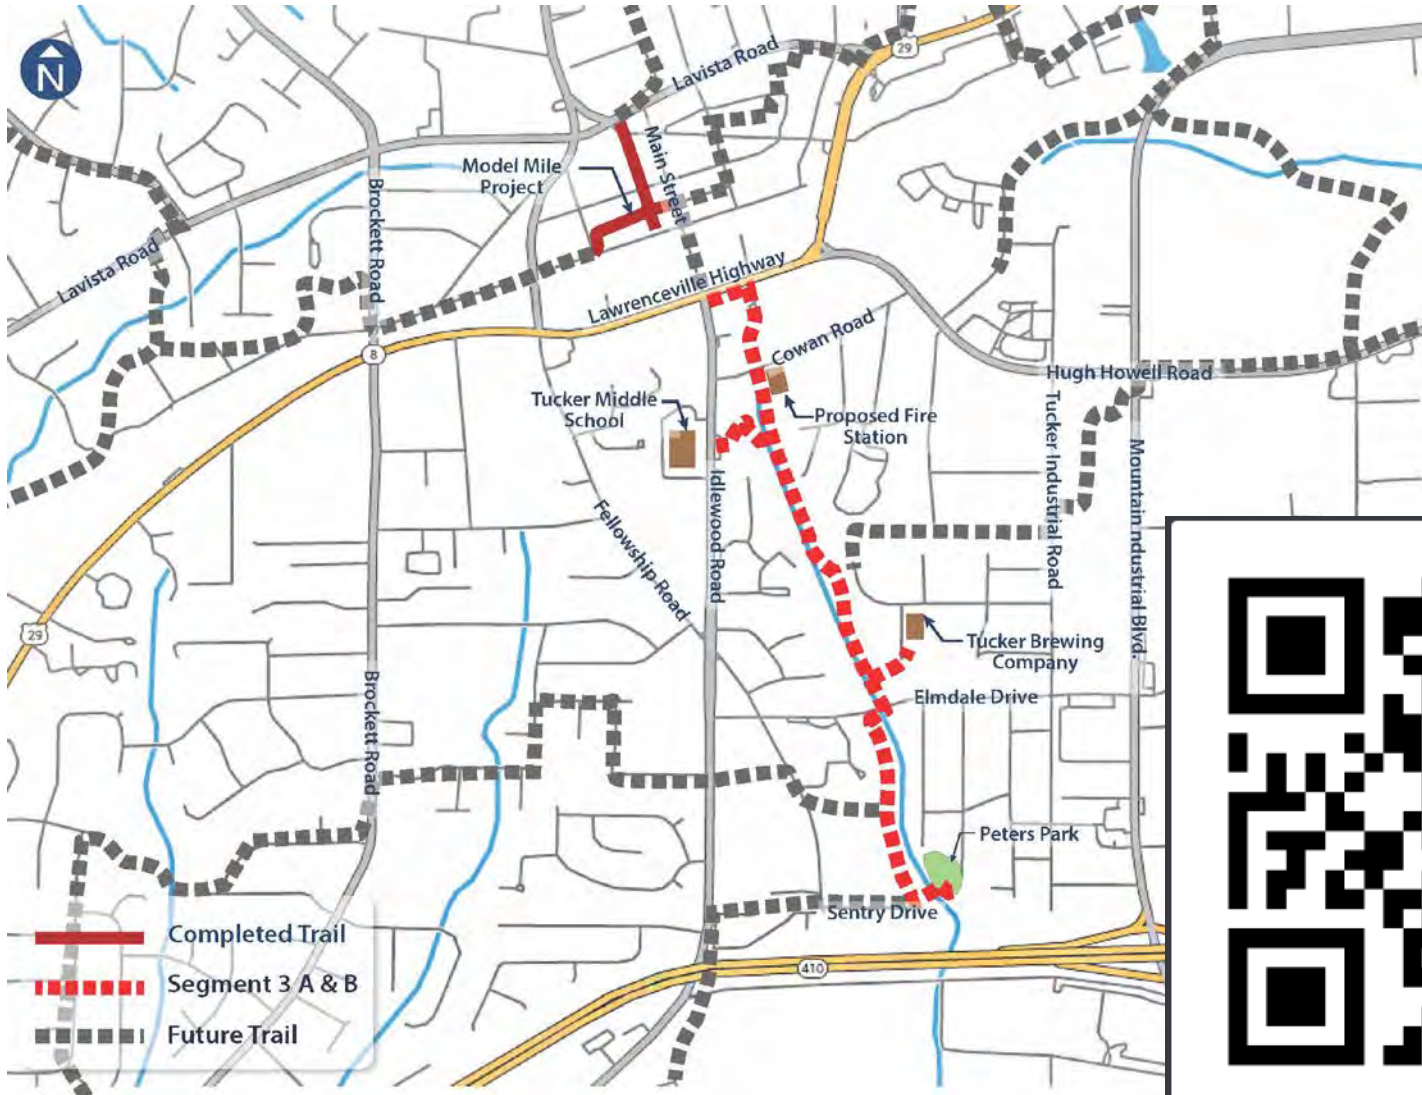 N
29
Lavista Road
Main Street
Model Mile
Project
Brockett Road
Lavista Road
Lawrenceville Highway
8
Cowan Road
Hugh Howell Road
Tucker Middle
School
Proposed Fire
Station
Tucker Industrial Road
Mountain Industrial Blvd.
Idlewood Road
Fellowship Road
29
Tucker Brewing
Company
Elmdale Drive
Brockett Road
Peters Park
Sentry Drive
410
Completed Trail
Segment 3 A & B
Future Trail